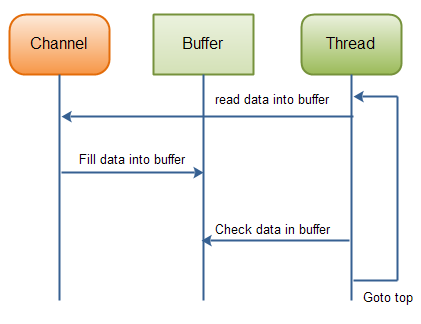 Channel
Buffer
Thread
read data into buffer
Fill data into buffer
Check data in buffer
Goto top